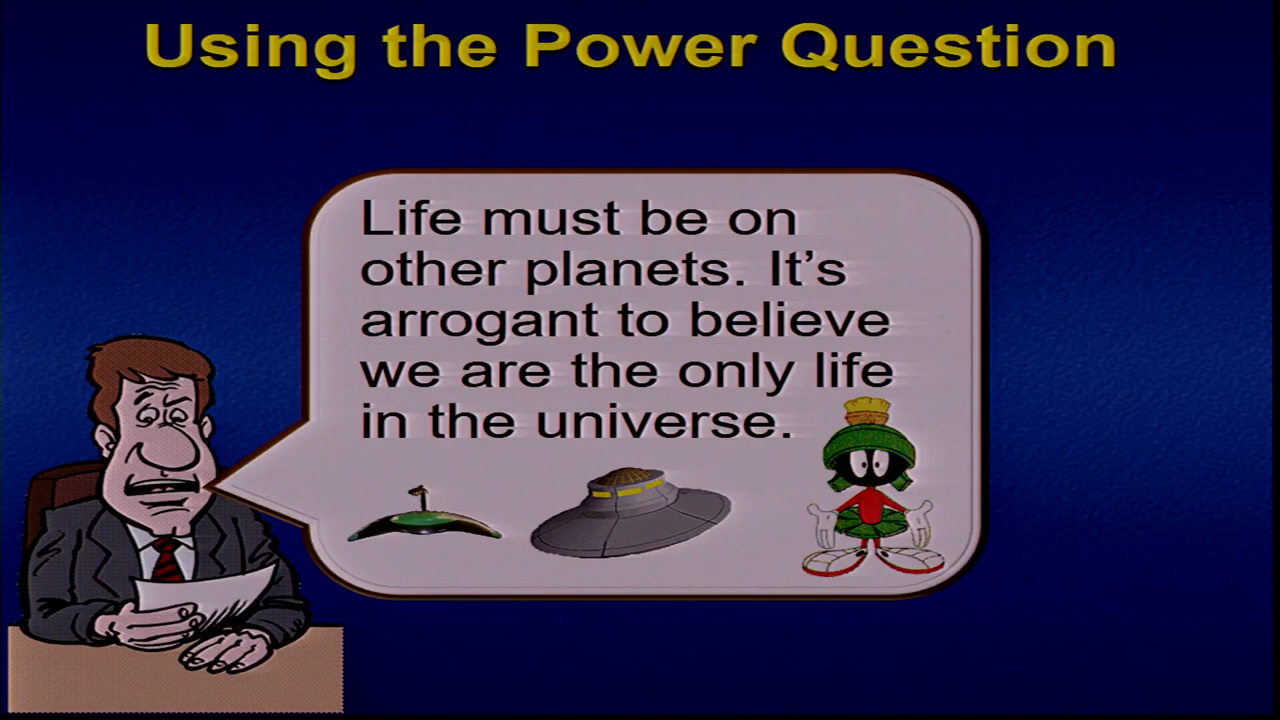 Using the Power Question
Life must be on
other planets. It’s
arrogant to believe
we are the only life
in the universe.